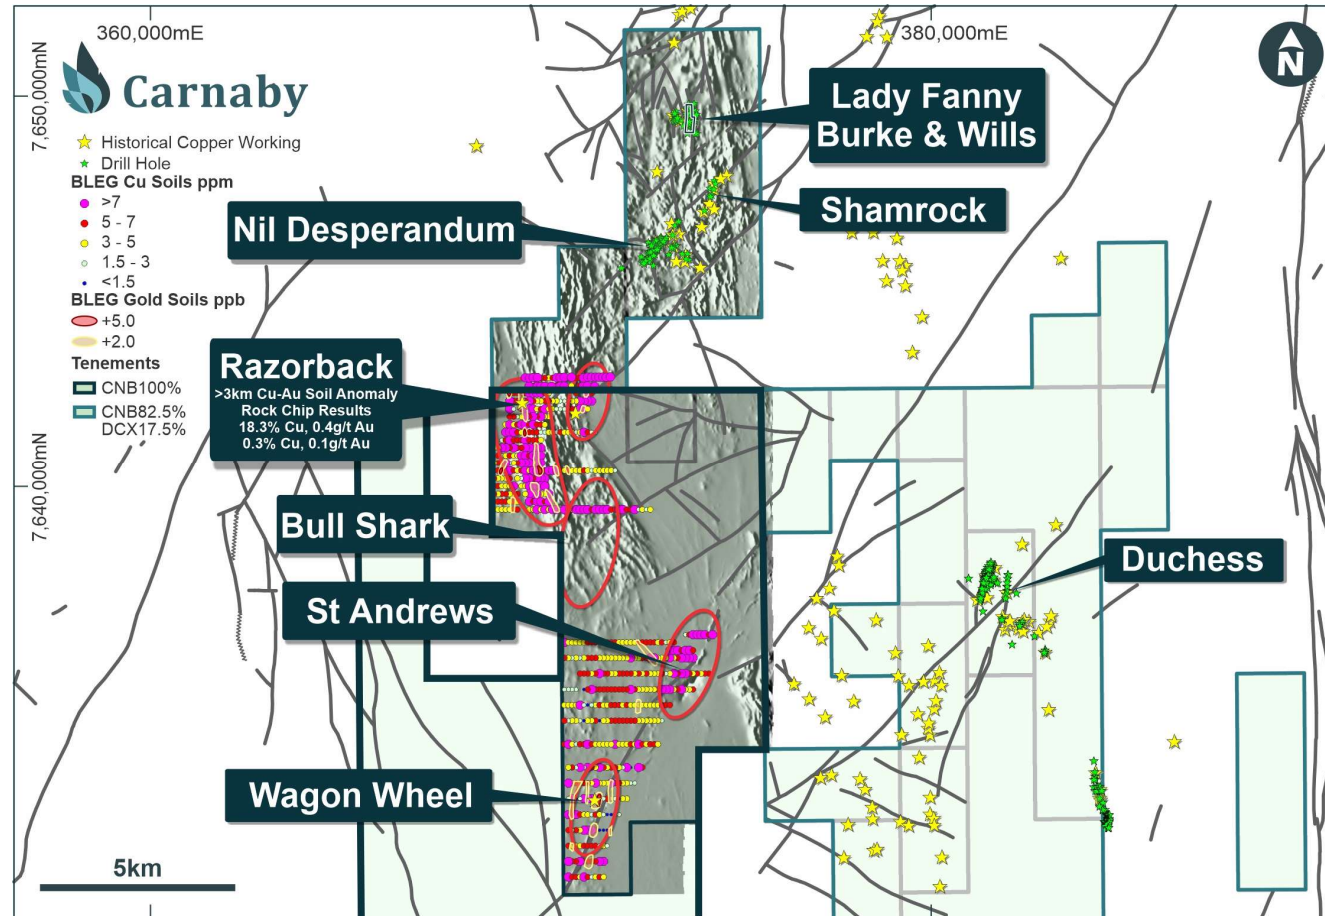 360,000mE
380,000mE
7,650,000mN
7,640,000mN
N
Carnaby
Historical Copper Working
Drill Hole
BLEG Cu Soils ppm
>7
5 - 7
3 - 5
1.5 - 3
<1.5
BLEG Gold Soils ppb
+5.0
+2.0
Tenements
CNB100%
CNB82.5%
DCX17.5%
Lady Fanny
Burke & Wills
Shamrock
Nil Desperandum
Razorback
>3km Cu-Au Soil Anomaly
Rock Chip Results
18.3% Cu, 0.4g/t Au
0.3% Cu, 0.1g/t Au
Bull Shark
St Andrews
Duchess
Wagon Wheel
5km